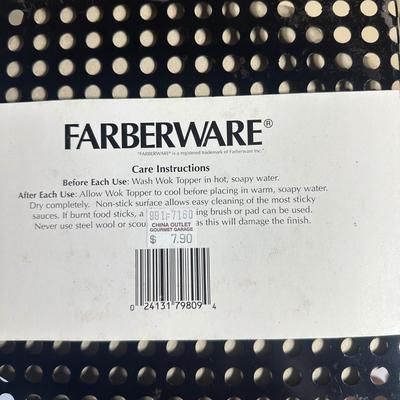 FARBERWARE®
"FARBERWARE" is a registered trademark of Farberware Inc.
Care Instructions
Before Each Use: Wash Wok Topper in hot, soapy water.
After Each Use: Allow Wok Topper to cool before placing in warm, soapy water.
Dry completely. Non-stick surface allows easy cleaning of the most sticky
sauces. If burnt food sticks, a ing brush or pad can be used.
Never use steel wool or scou as this will damage the finish.
991F7160
CHINA OUTLET
GOURMET GARAGE
$ 7.90
0 24131 79809 4